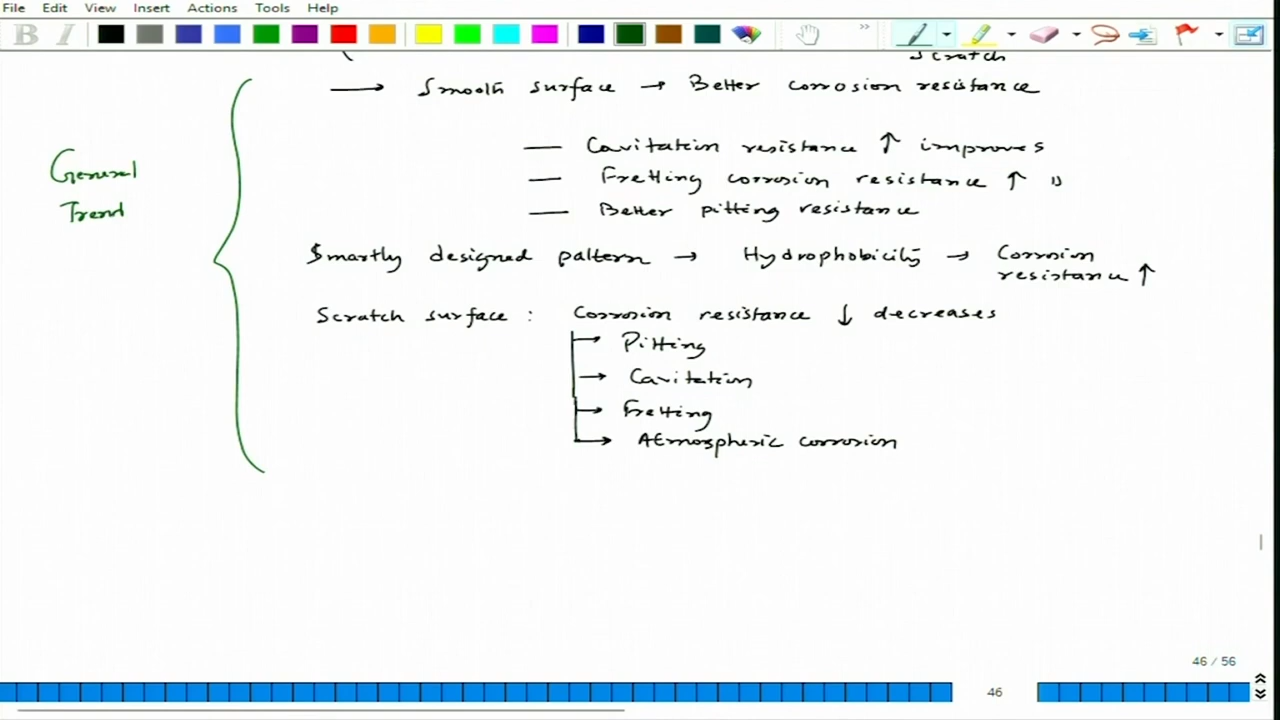 File Edit View Insert Actions Tools Help
B I
scratch
→ Smooth surface → Better corrosion resistance
— Cavitation resistance ↑ improves
— Fretting corrosion resistance ↑ "
— Better pitting resistance
General
Trend
Smartly designed pattern → Hydrophobicity → Corrosion
resistance ↑
Scratch surface : Corrosion resistance ↓ decreases
→ Pitting
→ Cavitation
→ Fretting
→ Atmospheric corrosion
46 / 56
46